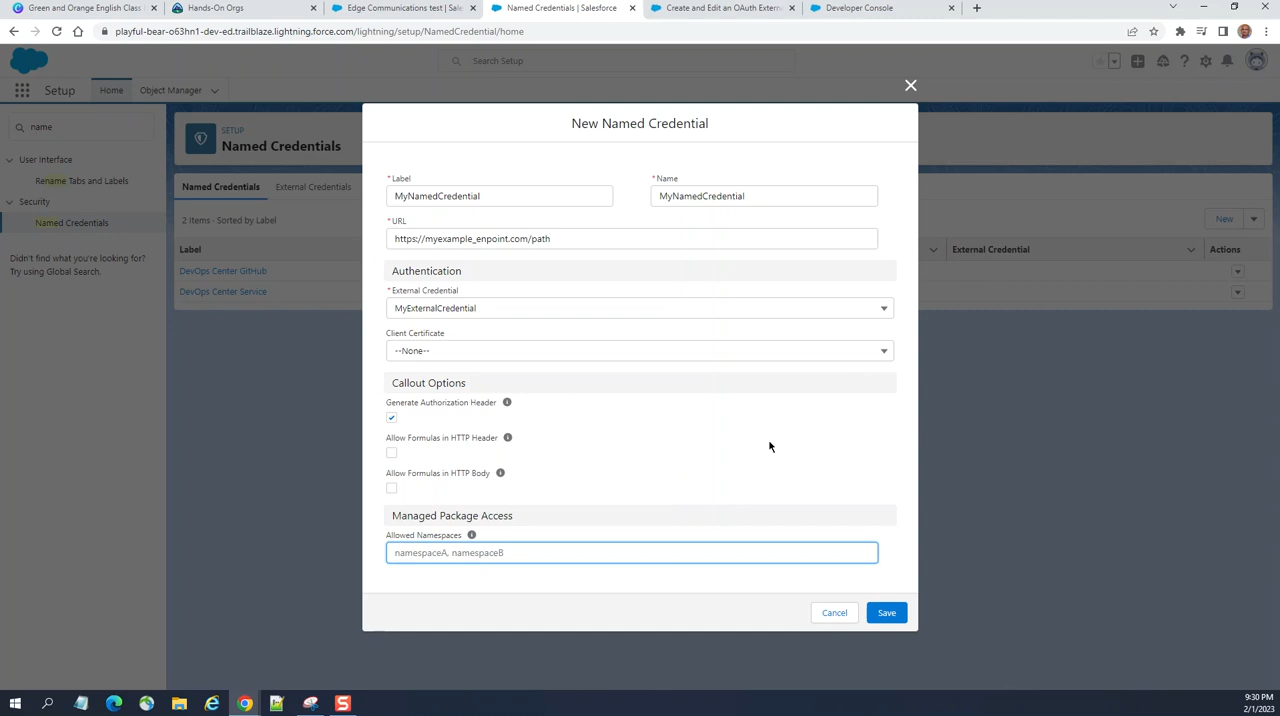 Green and Orange English Class
Hands-On Orgs
Edge Communications test | Sale
Named Credentials | Salesforce
Create and Edit an OAuth Extern
Developer Console
playful-bear-o63hn1-dev-ed.trailblaze.lightning.force.com/lightning/setup/NamedCredential/home
Search Setup
Setup
Home
Object Manager
name
User Interface
Rename Tabs and Labels
Security
Named Credentials
Didn't find what you're looking for?
Try using Global Search.
SETUP
Named Credentials
Named Credentials
External Credentials
2 Items · Sorted by Label
New
Label
External Credential
Actions
DevOps Center GitHub
DevOps Center Service
New Named Credential
* Label
* Name
MyNamedCredential
MyNamedCredential
* URL
https://myexample_enpoint.com/path
Authentication
* External Credential
MyExternalCredential
Client Certificate
--None--
Callout Options
Generate Authorization Header
Allow Formulas in HTTP Header
Allow Formulas in HTTP Body
Managed Package Access
Allowed Namespaces
namespaceA, namespaceB
Cancel
Save
9:30 PM
2/1/2023